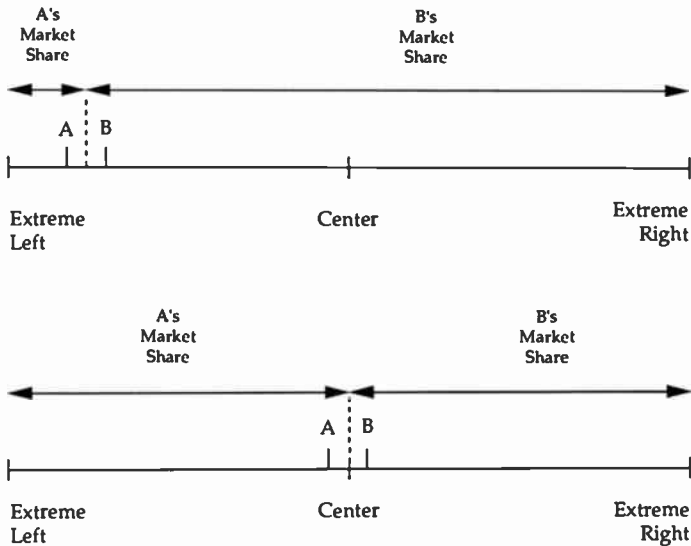 A's
Market
Share
B's
Market
Share
A
B
Extreme
Left
Center
Extreme
Right
A's
Market
Share
B's
Market
Share
A
B
Extreme
Left
Center
Extreme
Right